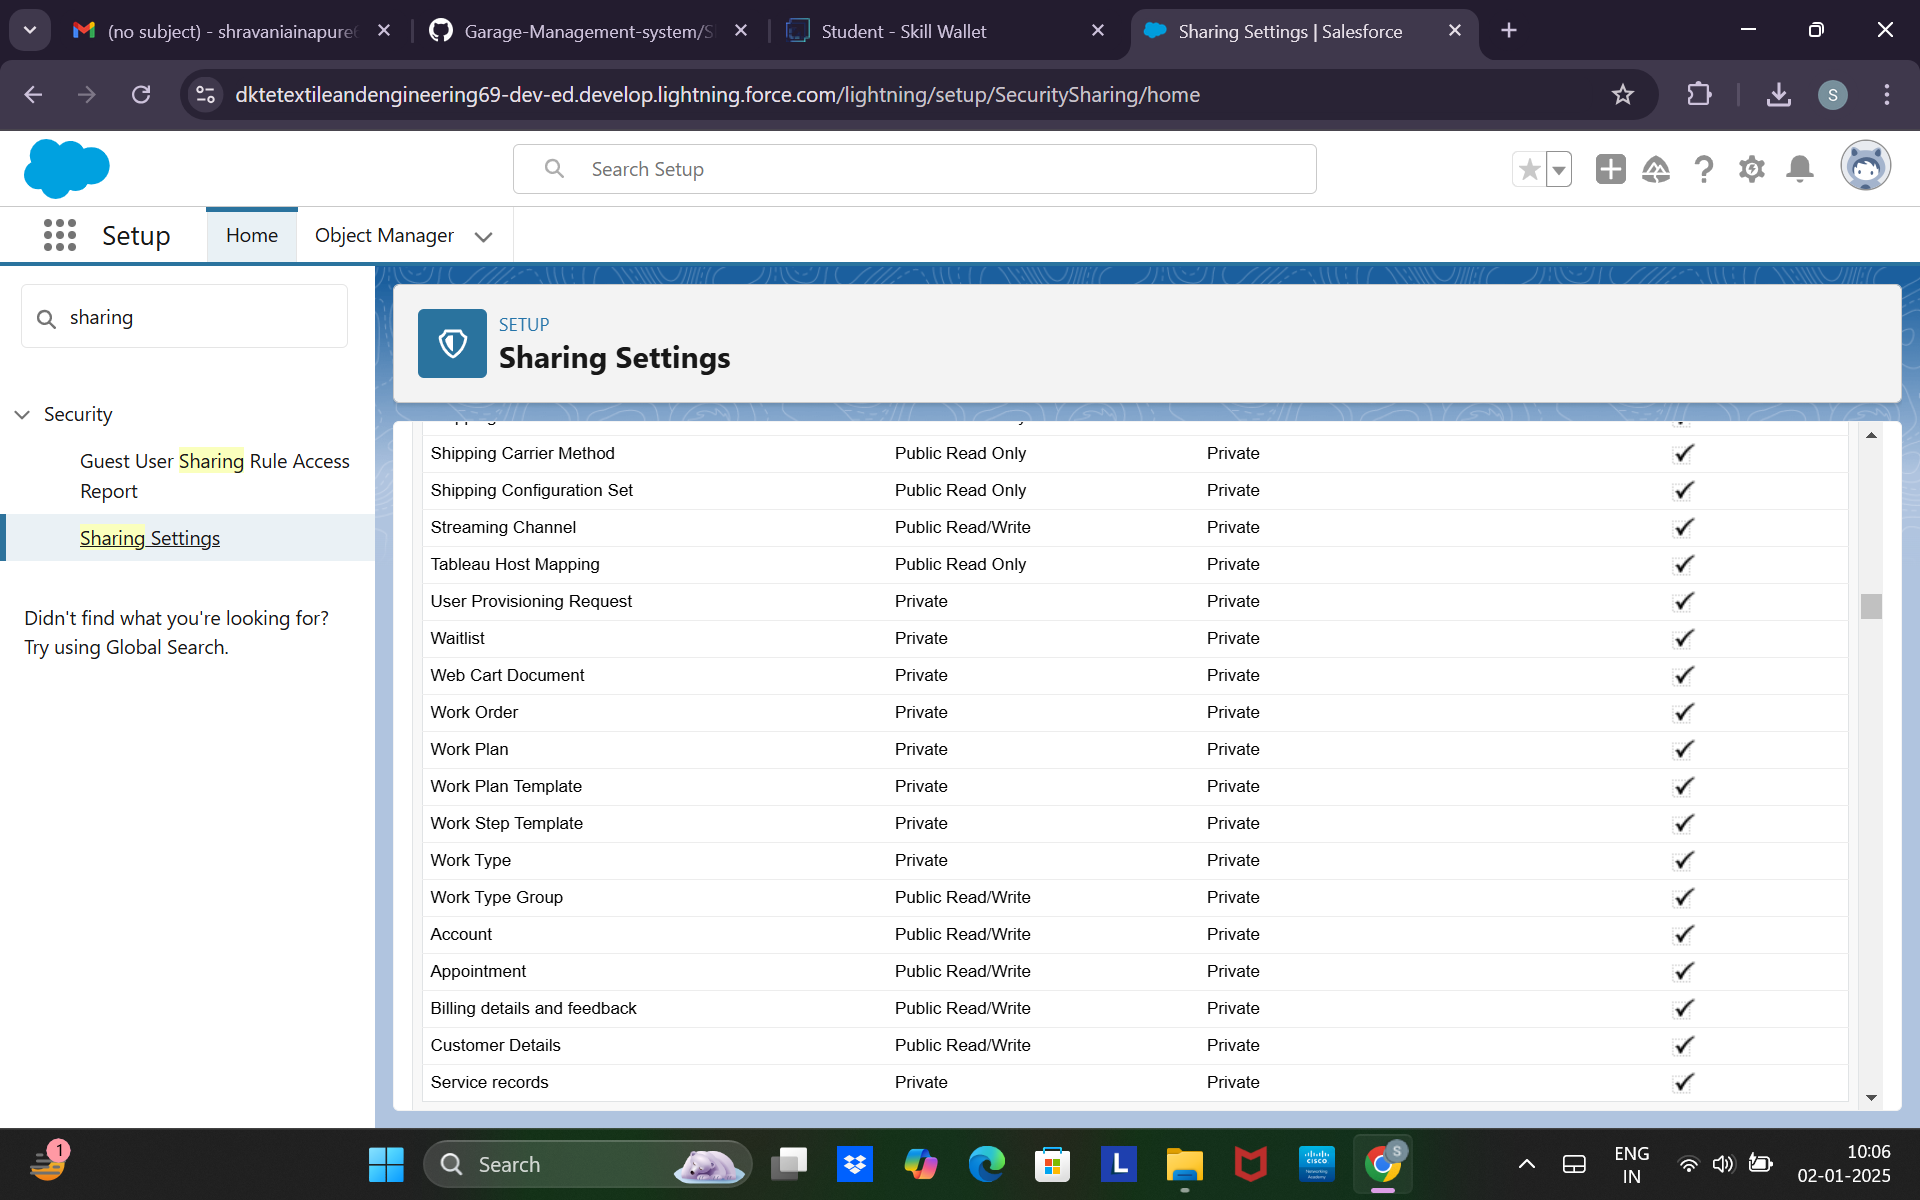 (no subject) - shravaniainapure6
Garage-Management-system/S
Student - Skill Wallet
Sharing Settings | Salesforce
dktetextileandengineering69-dev-ed.develop.lightning.force.com/lightning/setup/SecuritySharing/home
S
Search Setup
Setup
Home
Object Manager
sharing
Security
Guest User Sharing Rule Access
Report
Sharing Settings
Didn't find what you're looking for?
Try using Global Search.
SETUP
Sharing Settings
Shipping Carrier Method Public Read Only Private
Shipping Configuration Set Public Read Only Private
Streaming Channel Public Read/Write Private
Tableau Host Mapping Public Read Only Private
User Provisioning Request Private Private
Waitlist Private Private
Web Cart Document Private Private
Work Order Private Private
Work Plan Private Private
Work Plan Template Private Private
Work Step Template Private Private
Work Type Private Private
Work Type Group Public Read/Write Private
Account Public Read/Write Private
Appointment Public Read/Write Private
Billing details and feedback Public Read/Write Private
Customer Details Public Read/Write Private
Service records Private Private
1
Search
L
CISCO
S
ENG
IN
10:06
02-01-2025